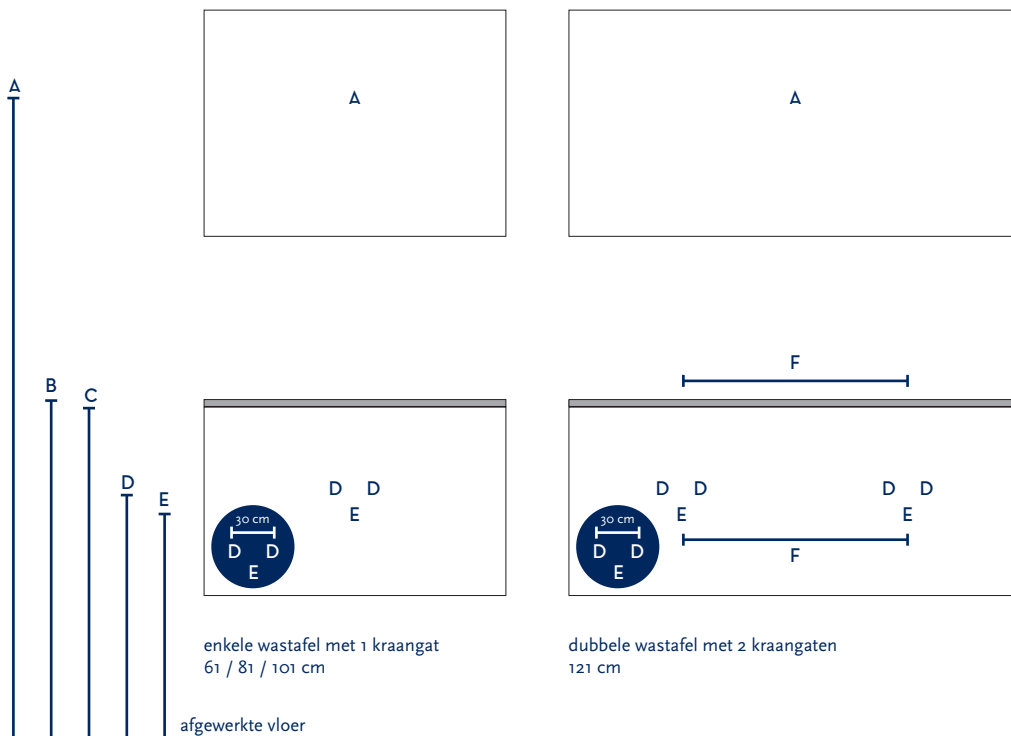 A
A
A
F
B
C
D
E
D D
E
30 cm
D D
E
D D
E
D D
E
F
30 cm
D D
E
enkele wastafel met 1 kraangat
61 / 81 / 101 cm
dubbele wastafel met 2 kraangaten
121 cm
afgewerkte vloer